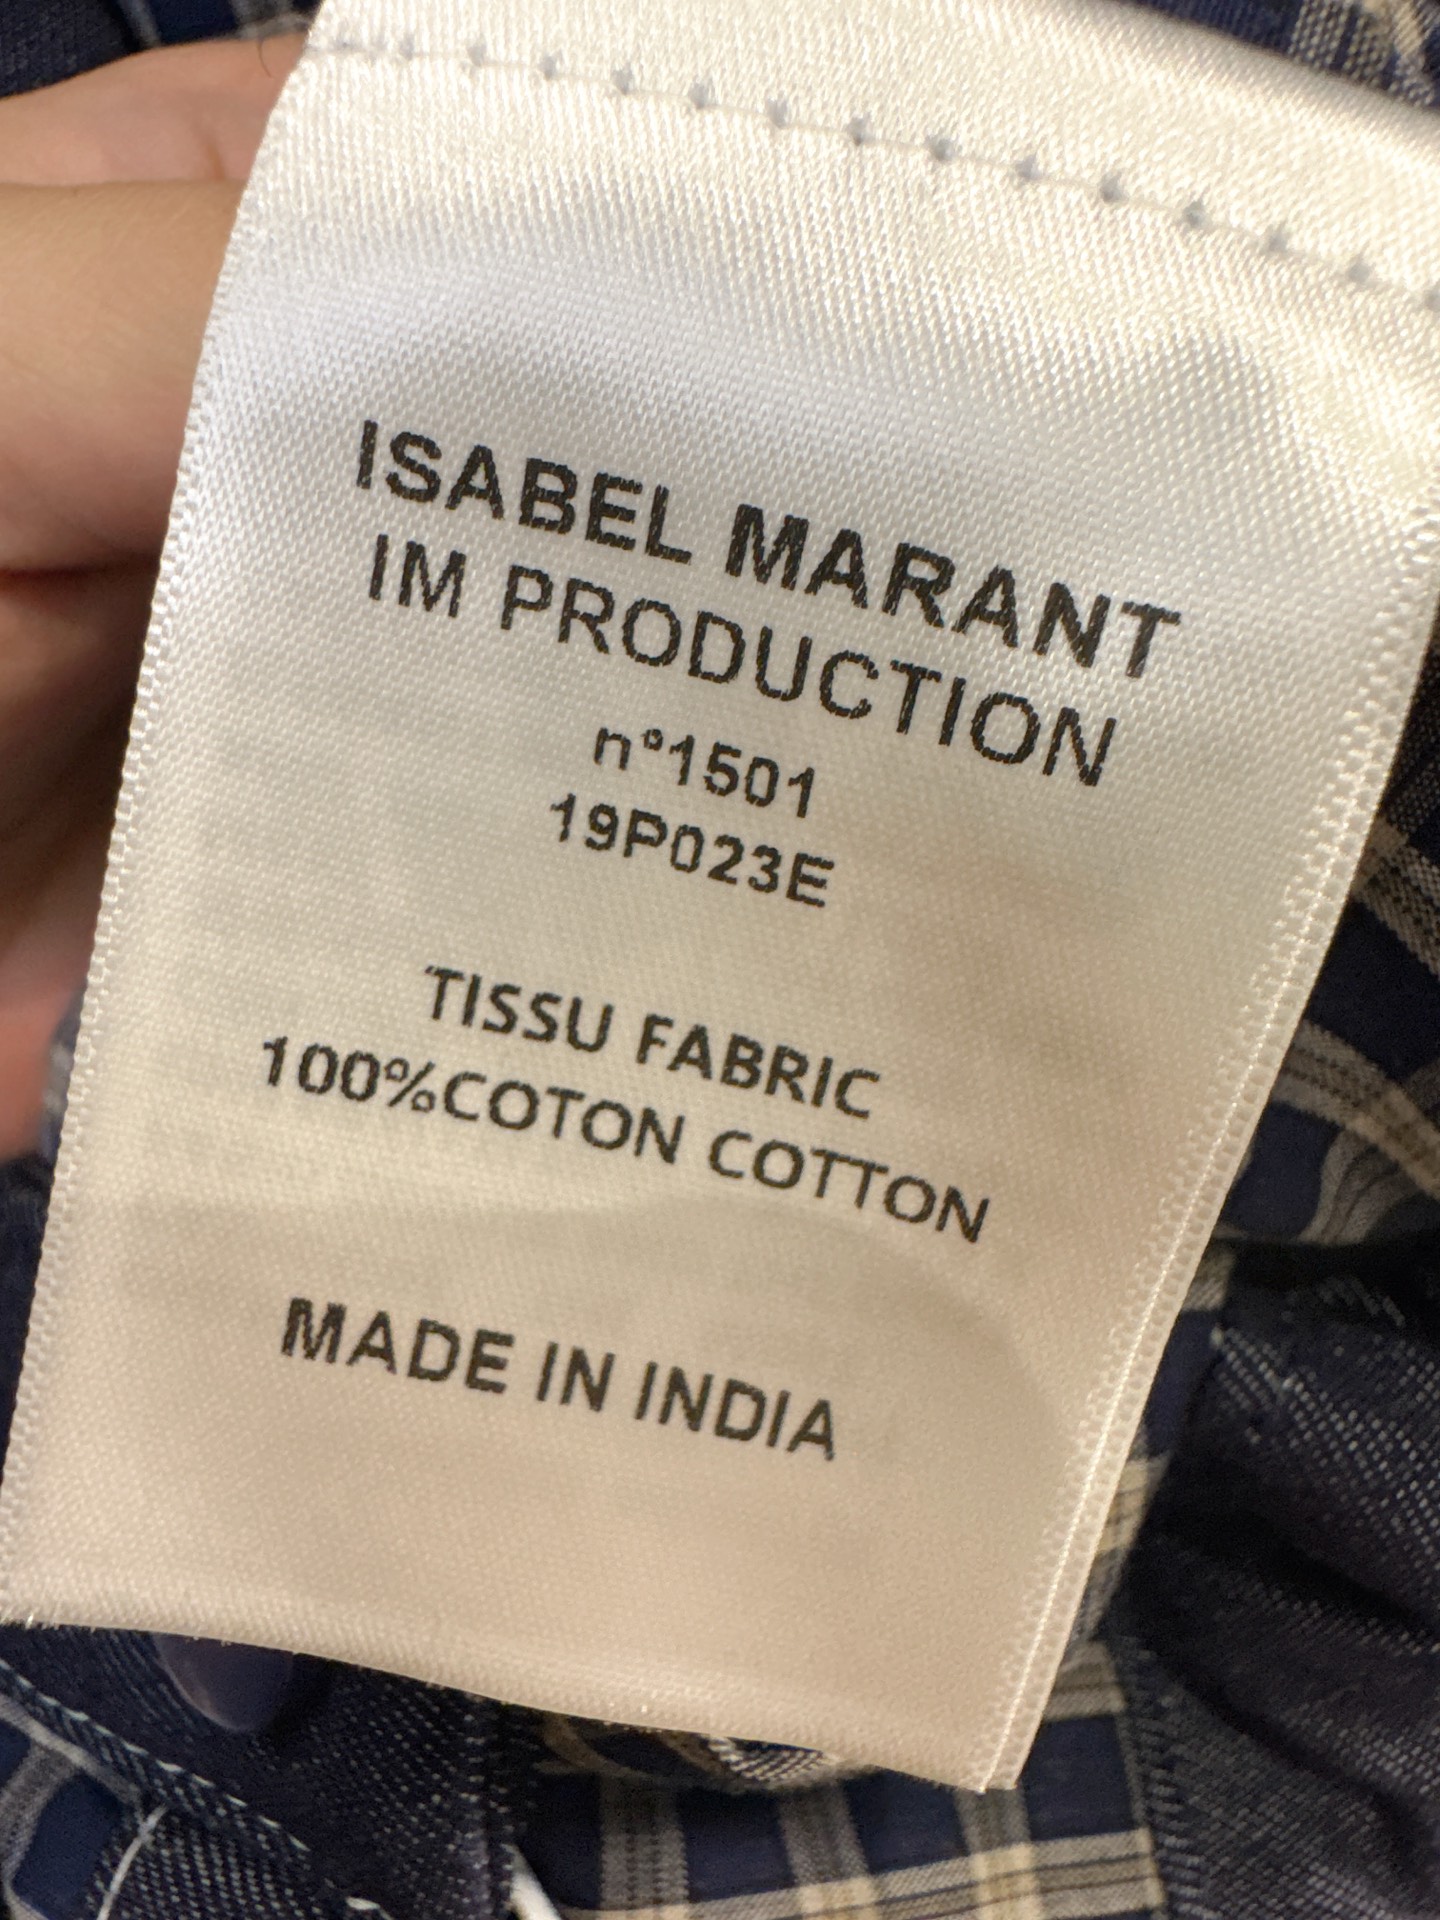 ISABEL MARANT
IM PRODUCTION
n°1501
19P023E
TISSU FABRIC
100%COTON COTTON
MADE IN INDIA